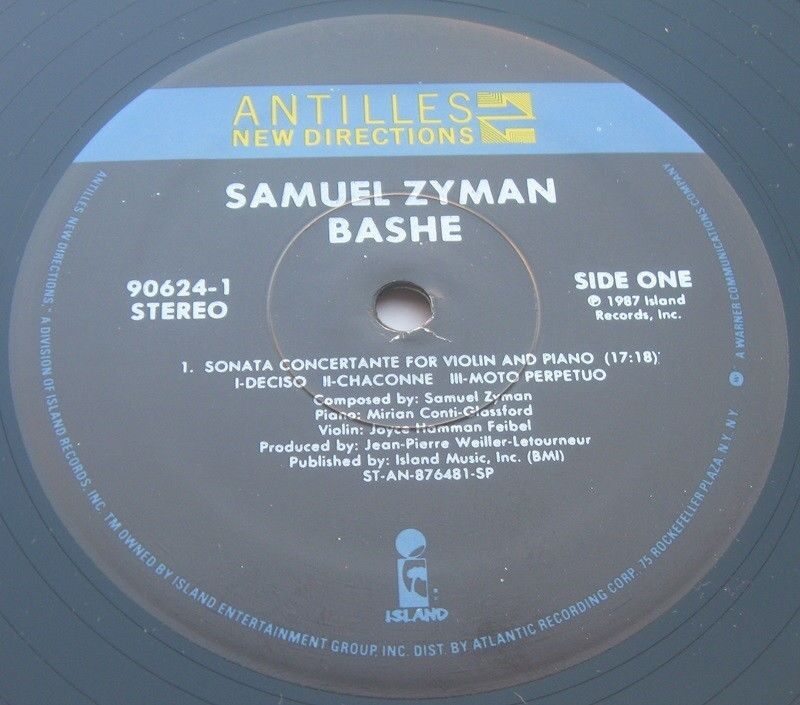 ANTILLES
NEW DIRECTIONS
SAMUEL ZYMAN
BASHE
90624-1
STEREO
SIDE ONE
℗ 1987 Island
Records, Inc.
1. SONATA CONCERTANTE FOR VIOLIN AND PIANO (17:18):
I-DECISO II-CHACONNE III-MOTO PERPETUO
Composed by: Samuel Zyman
Piano: Mirian Conti-Glassford
Violin: Joyce Hamman Feibel
Produced by: Jean-Pierre Weiller-Letourneur
Published by: Island Music, Inc. (BMI)
ST-AN-876481-SP
ISLAND
ANTILLES NEW DIRECTIONS, A DIVISION OF ISLAND RECORDS, INC. TM OWNED BY ISLAND ENTERTAINMENT GROUP, INC. DIST. BY ATLANTIC RECORDING CORP. 75 ROCKEFELLER PLAZA, N.Y. N.Y. A WARNER COMMUNICATIONS COMPANY